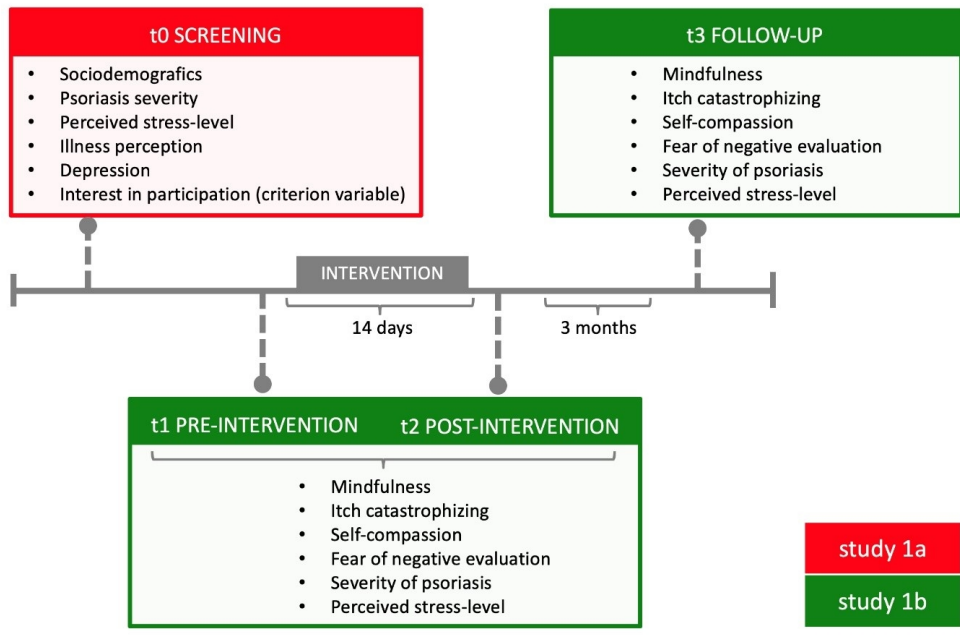 t0 SCREENING
• Sociodemografics
• Psoriasis severity
• Perceived stress-level
• Illness perception
• Depression
• Interest in participation (criterion variable)
t3 FOLLOW-UP
• Mindfulness
• Itch catastrophizing
• Self-compassion
• Fear of negative evaluation
• Severity of psoriasis
• Perceived stress-level
INTERVENTION
14 days
3 months
t1 PRE-INTERVENTION
t2 POST-INTERVENTION
• Mindfulness
• Itch catastrophizing
• Self-compassion
• Fear of negative evaluation
• Severity of psoriasis
• Perceived stress-level
study 1a
study 1b